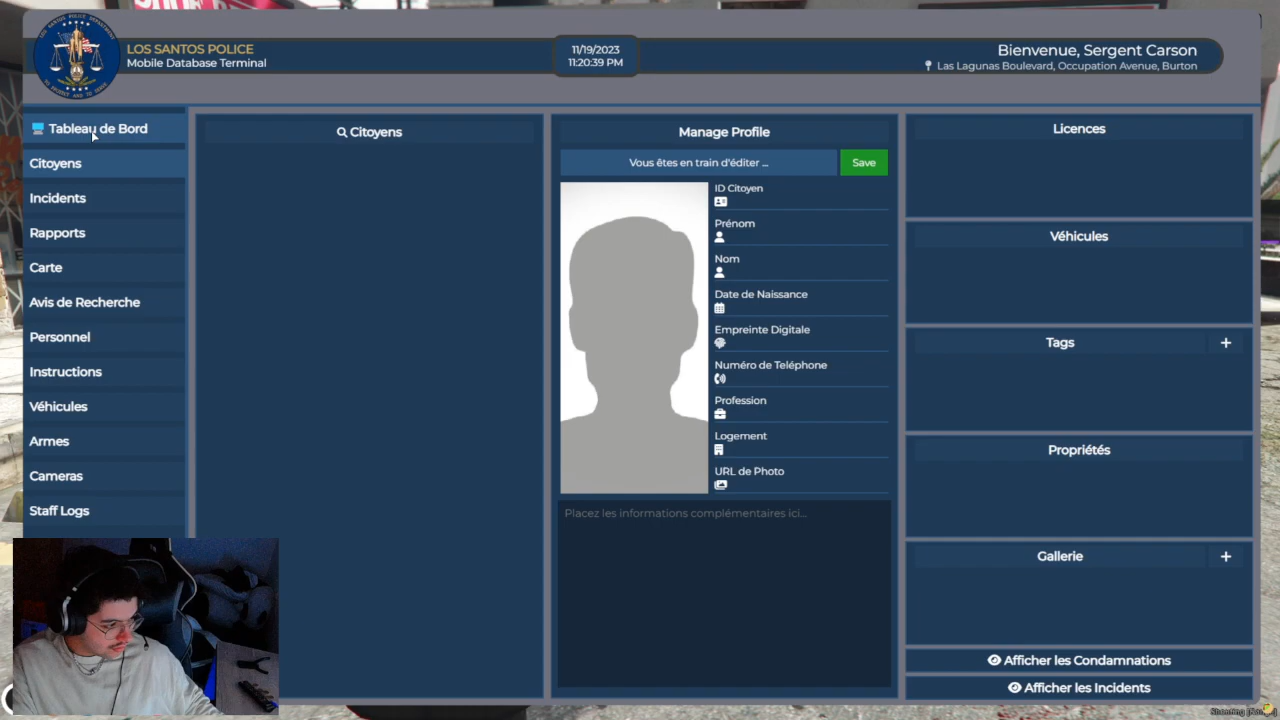 LOS SANTOS POLICE
Mobile Database Terminal
11/19/2023
11:20:39 PM
Bienvenue, Sergent Carson
Las Lagunas Boulevard, Occupation Avenue, Burton
Tableau de Bord
Citoyens
Incidents
Rapports
Carte
Avis de Recherche
Personnel
Instructions
Véhicules
Armes
Cameras
Staff Logs
Citoyens
Manage Profile
Vous êtes en train d'éditer ...
Save
ID Citoyen
Prénom
Nom
Date de Naissance
Empreinte Digitale
Numéro de Teléphone
Profession
Logement
URL de Photo
Placez les informations complémentaires ici...
Licences
Véhicules
Tags
+
Propriétés
Gallerie
+
Afficher les Condamnations
Afficher les Incidents